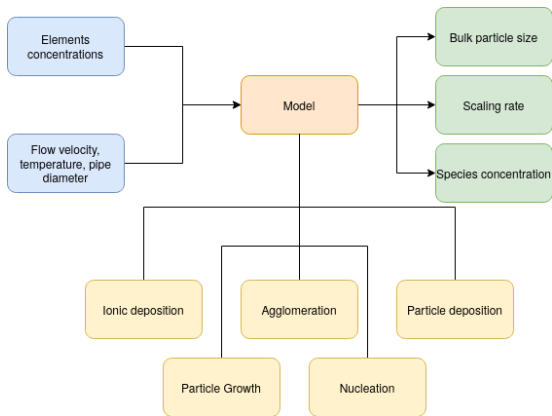 Elements
concentrations
Flow velocity,
temperature, pipe
diameter
Model
Bulk particle size
Scaling rate
Species concentration
Ionic deposition
Agglomeration
Particle deposition
Particle Growth
Nucleation